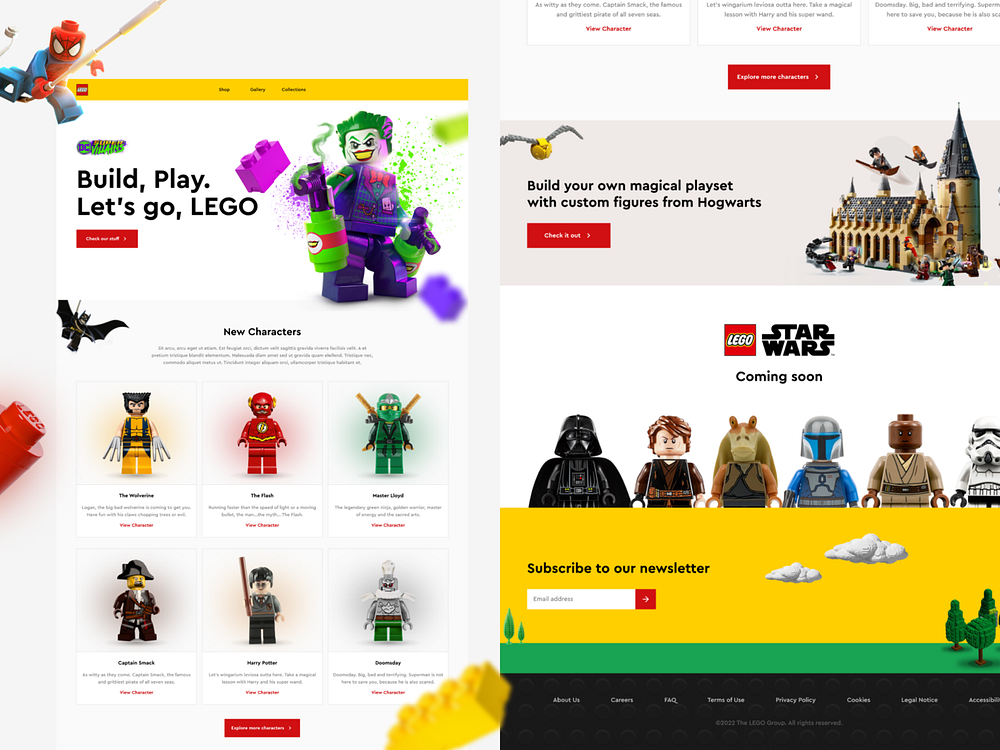 LEGO
Shop Gallery Collections
DC SUPER-VILLAINS
Build, Play.
Let's go, LEGO
Check our stuff
New Characters
Sit arcu, arcu eget ut etiam. Est feugiat orci, dictum velit sagittis gravida viverra facilisis velit. A et
pretium tristique blandit elementum. Malesuada diam amet sed ut gravida quam eleifend. Tristique nec,
commodo aliquet metus ut. Tincidunt integer aliquam orci, ullamcorper tristique habitant et.
The Wolverine
Logan, the big bad wolverine is coming to get you.
Have fun with his claws chopping trees or evil.
View Character
The Flash
Running faster than the speed of light or a moving
bullet, the man...the myth...The Flash.
View Character
Master Lloyd
The legendary green ninja, golden warrior, master
of energy and the sacred arts.
View Character
Captain Smack
As witty as they come. Captain Smack, the famous
and grittiest pirate of all seven seas.
View Character
Harry Potter
Let's wingarium leviosa outta here. Take a magical
lesson with Harry and his super wand.
View Character
Doomsday
Doomsday. Big, bad and terrifying. Superman is not
here to save you, because he is also scared.
View Character
Explore more characters
As witty as they come. Captain Smack, the famous
and grittiest pirate of all seven seas.
View Character
Let's wingarium leviosa outta here. Take a magical
lesson with Harry and his super wand.
View Character
Doomsday. Big, bad and terrifying. Superman
here to save you, because he is also sca
View Character
Explore more characters
Build your own magical playset
with custom figures from Hogwarts
Check it out
LEGO STAR
WARS
Coming soon
Subscribe to our newsletter
Email address
About Us Careers FAQ Terms of Use Privacy Policy Cookies Legal Notice Accessibili
©2022 The LEGO Group. All rights reserved.